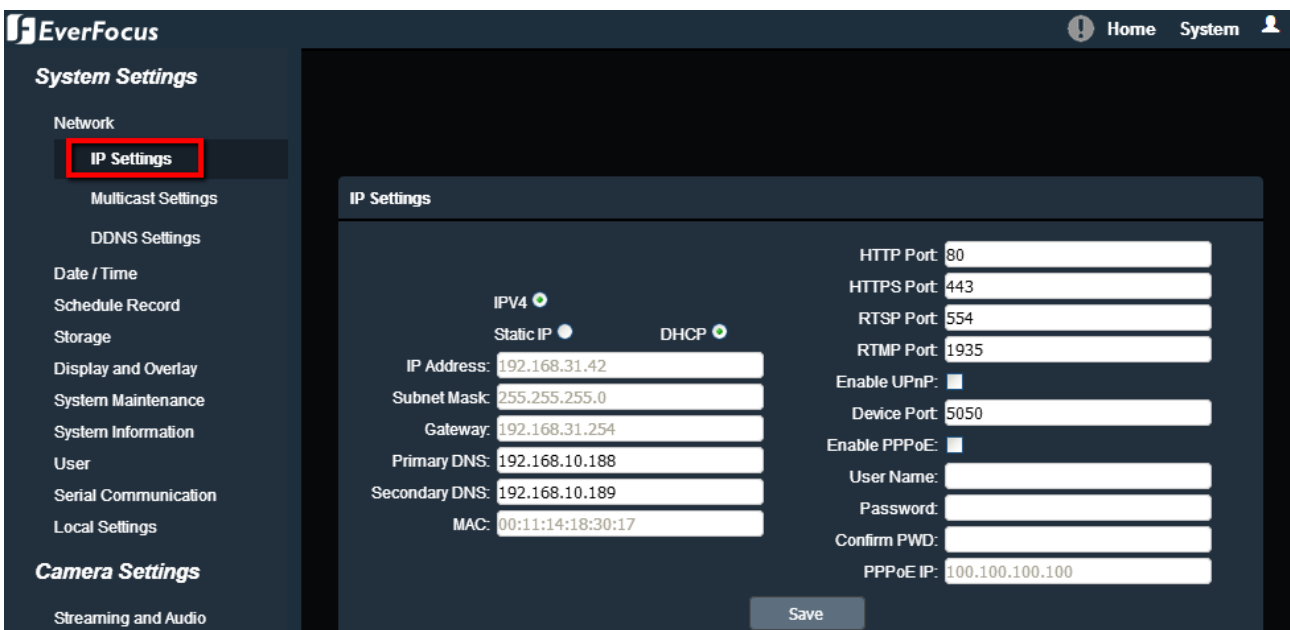 EverFocus
Home System
System Settings
Network
IP Settings
Multicast Settings
DDNS Settings
Date / Time
Schedule Record
Storage
Display and Overlay
System Maintenance
System Information
User
Serial Communication
Local Settings
Camera Settings
Streaming and Audio
IP Settings
IPV4
Static IP DHCP
IP Address: 192.168.31.42
Subnet Mask: 255.255.255.0
Gateway: 192.168.31.254
Primary DNS: 192.168.10.188
Secondary DNS: 192.168.10.189
MAC: 00:11:14:18:30:17
HTTP Port: 80
HTTPS Port: 443
RTSP Port: 554
RTMP Port: 1935
Enable UPnP:
Device Port: 5050
Enable PPPoE:
User Name:
Password:
Confirm PWD:
PPPoE IP: 100.100.100.100
Save